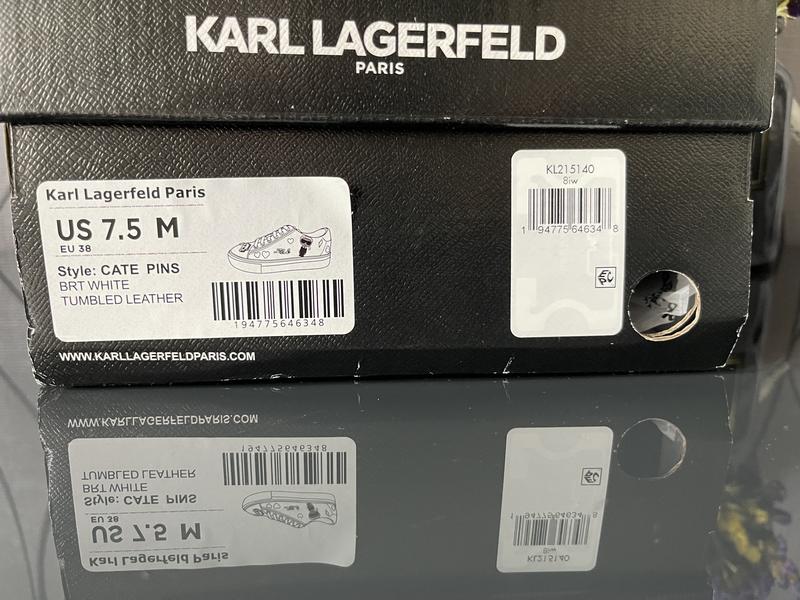 KARL LAGERFELD
PARIS
Karl Lagerfeld Paris
US 7.5 M
EU 38
Style: CATE PINS
BRT WHITE
TUMBLED LEATHER
194775646348
WWW.KARLLAGERFELDPARIS.COM
KL215140
8iw
1 94775 64634 8